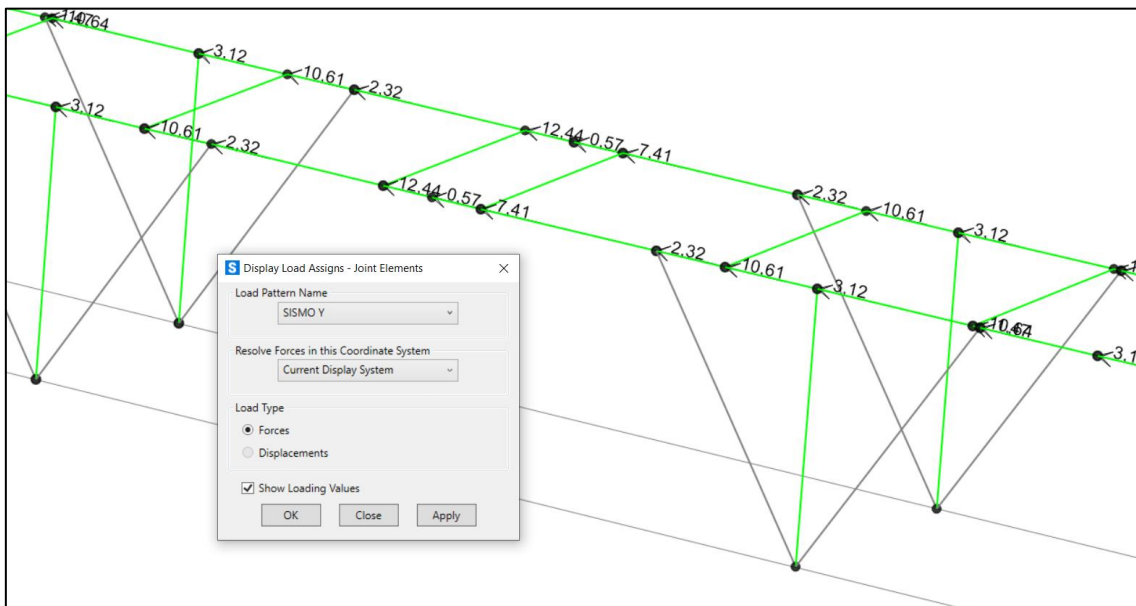 3.12
10.61
2.32
12.44
0.57
7.41
2.32
10.61
3.12
3.12
10.61
2.32
12.44
0.57
7.41
2.32
10.61
3.12
S Display Load Assigns - Joint Elements
Load Pattern Name
SISMO Y
Resolve Forces in this Coordinate System
Current Display System
Load Type
Forces
Displacements
Show Loading Values
OK Close Apply